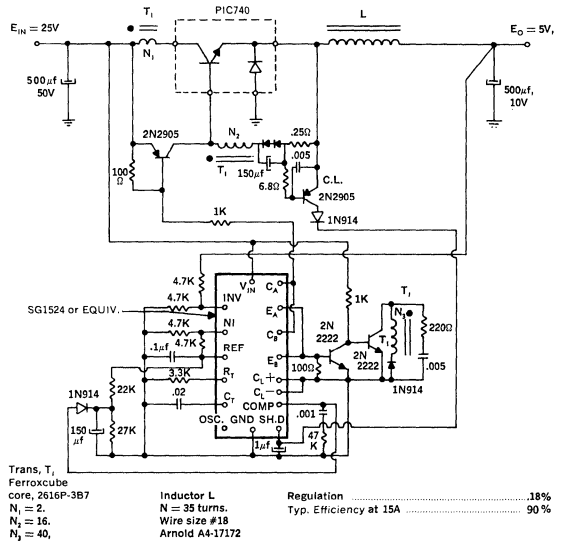 T₁
PIC740
L
E_IN = 25V
E_O = 5V,
N₁
500µf
50V
500µf,
10V
2N2905
N₂
.25Ω
T₁
150µf
.005
6.8Ω
C.L.
2N2905
100
Ω
1N914
1K
4.7K
V_IN
C_A
SG1524 or EQUIV.
4.7K
INV
E_A
1K
T₁
4.7K
NI
C_B
N₃
220Ω
.1µf
REF
E_B
2N
2222
2N
2222
T₁
3.3K
R_T
C_L+
100Ω
.005
1N914
22K
.02
C_T
C_L−
1N914
COMP
.001
OSC.
GND
SH.D
150
µf
27K
1µf
47
K
Trans, T₁
Ferroxcube
core, 2616P-3B7
N₁ = 2.
N₂ = 16.
N₃ = 40,
Inductor L
N = 35 turns.
Wire size #18
Arnold A4-17172
Regulation ........................................ .18%
Typ. Efficiency at 15A ........................ 90%